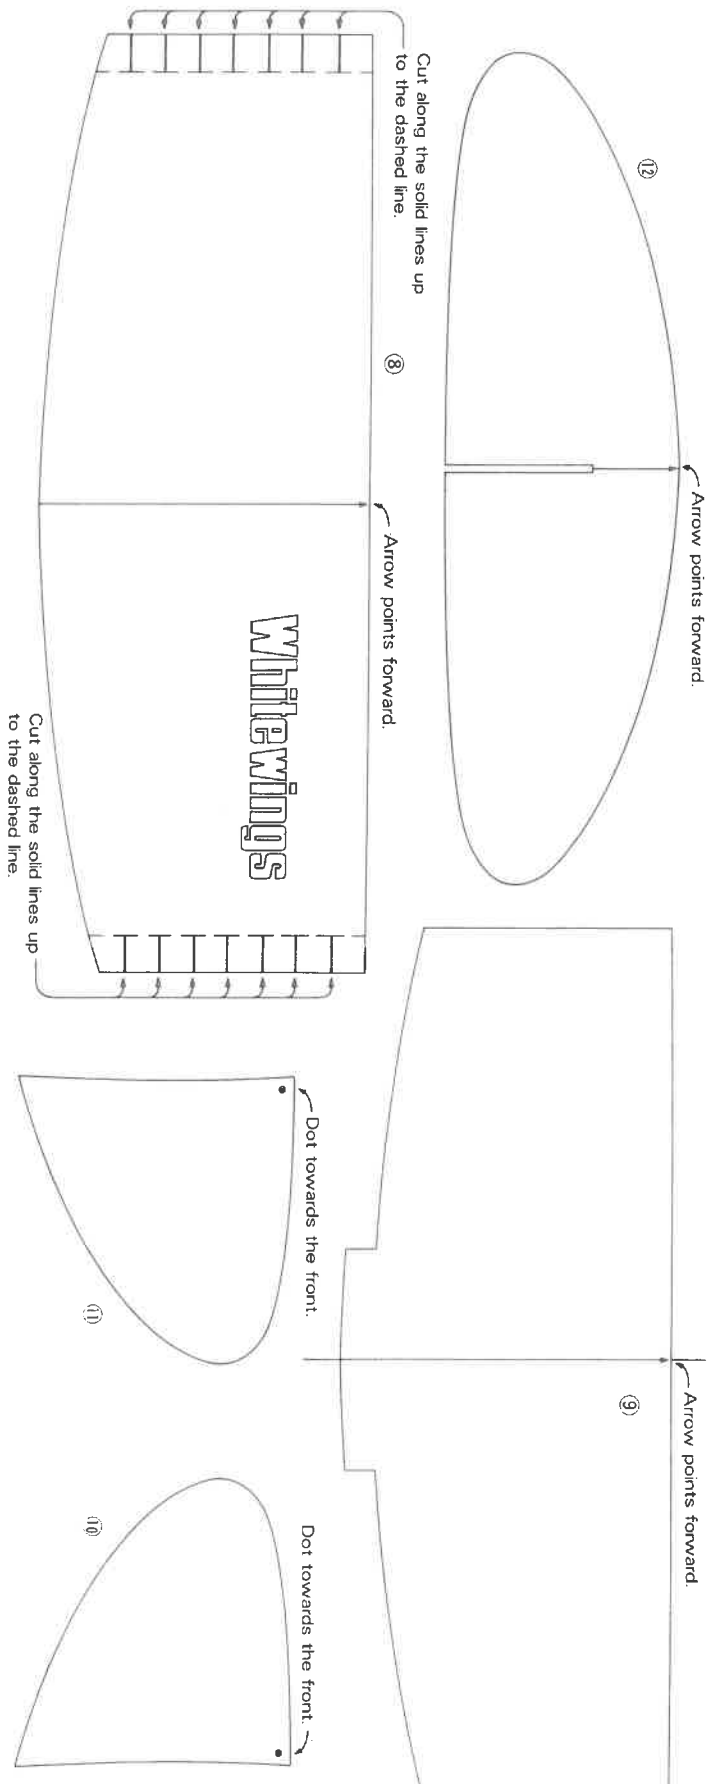 Cut along the solid lines up
to the dashed line.
⑫
Arrow points forward.
⑧
Arrow points forward.
Whitewings
Cut along the solid lines up
to the dashed line.
Dot towards the front.
⑪
Arrow points forward.
⑨
⑩
Dot towards the front.